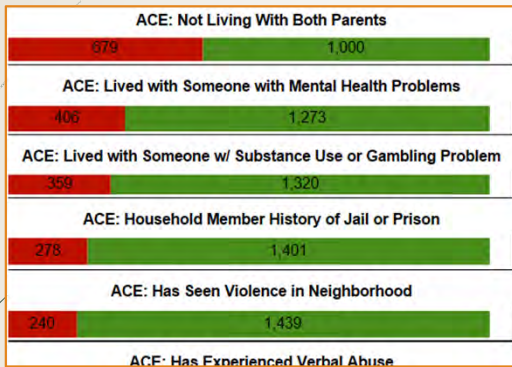 ACE: Not Living With Both Parents
679 1,000
ACE: Lived with Someone with Mental Health Problems
406 1,273
ACE: Lived with Someone w/ Substance Use or Gambling Problem
359 1,320
ACE: Household Member History of Jail or Prison
278 1,401
ACE: Has Seen Violence in Neighborhood
240 1,439
ACE: Has Experienced Verbal Abuse